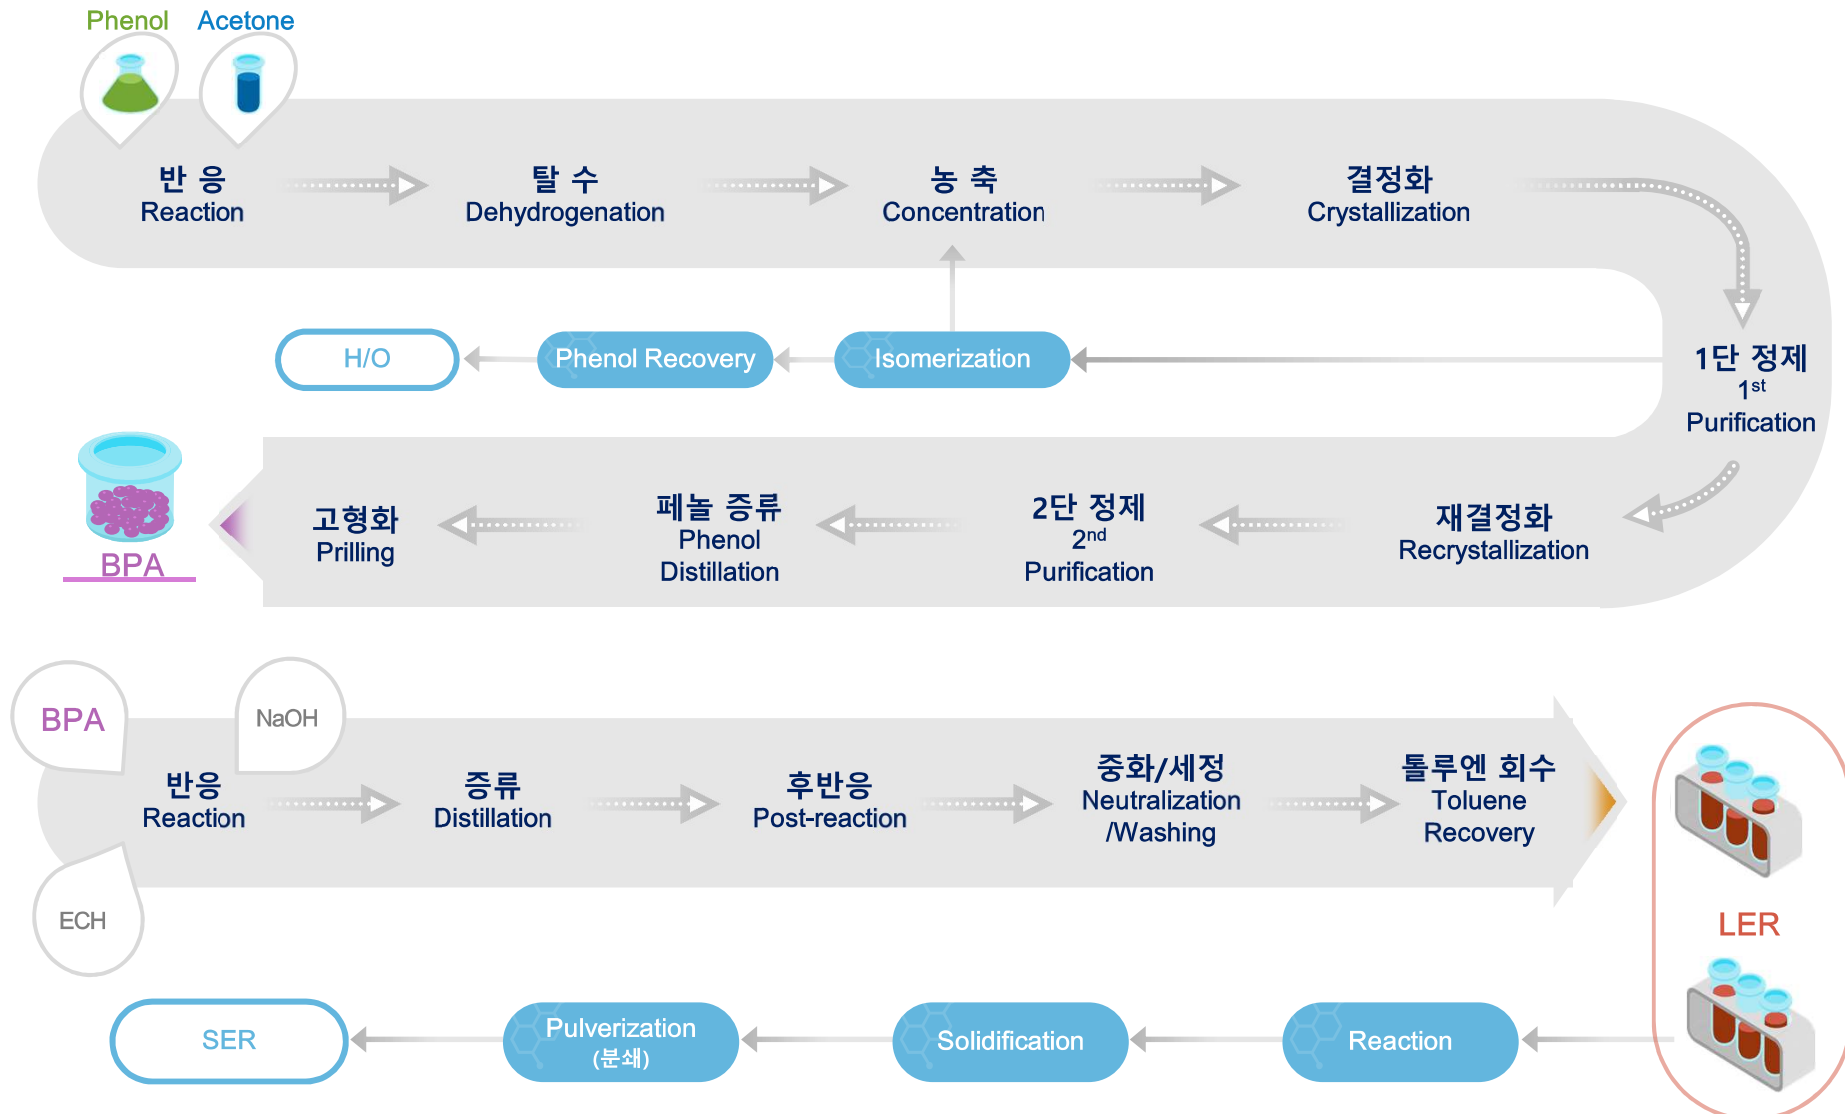 Phenol
Acetone
반 응
Reaction
탈 수
Dehydrogenation
농 축
Concentration
결정화
Crystallization
H/O
Phenol Recovery
Isomerization
1단 정제
1st
Purification
BPA
고형화
Prilling
페놀 증류
Phenol
Distillation
2단 정제
2nd
Purification
재결정화
Recrystallization
BPA
NaOH
ECH
반응
Reaction
증류
Distillation
후반응
Post-reaction
중화/세정
Neutralization
/Washing
톨루엔 회수
Toluene
Recovery
LER
SER
Pulverization
(분쇄)
Solidification
Reaction